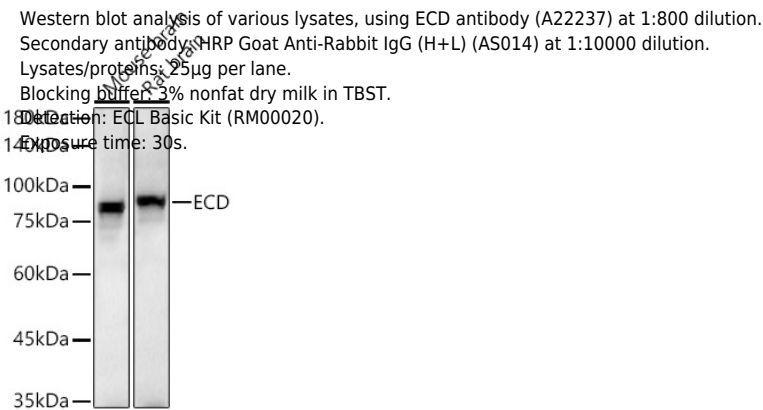 Western blot analysis of various lysates, using ECD antibody (A22237) at 1:800 dilution.
Secondary antibody: HRP Goat Anti-Rabbit IgG (H+L) (AS014) at 1:10000 dilution.
Lysates/proteins: 25μg per lane.
Blocking buffer: 3% nonfat dry milk in TBST.
Detection: ECL Basic Kit (RM00020).
Exposure time: 30s.
Mouse brain
Rat brain
180kDa
140kDa
100kDa
ECD
75kDa
60kDa
45kDa
35kDa